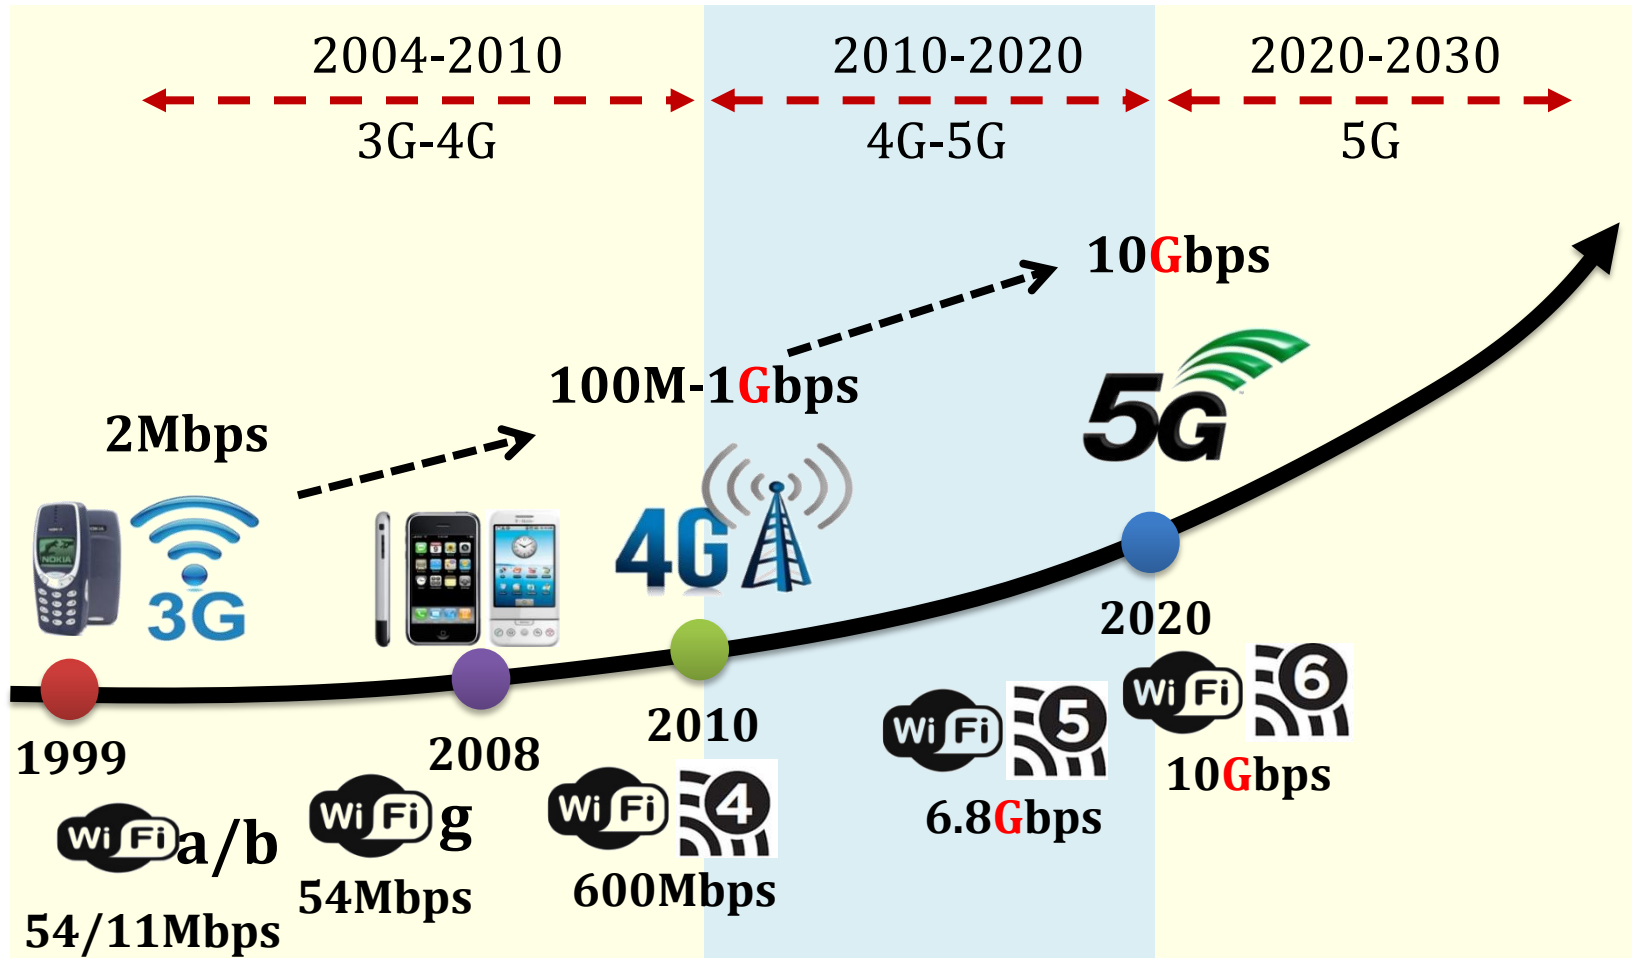 2004-2010
2010-2020
2020-2030
3G-4G
4G-5G
5G
10Gbps
100M-1Gbps
2Mbps
5G
NOKIA
3G
4G
2020
2010
2008
1999
Wi Fi 6
10Gbps
Wi Fi 5
6.8Gbps
Wi Fi 4
600Mbps
Wi Fi g
54Mbps
Wi Fi a/b
54/11Mbps